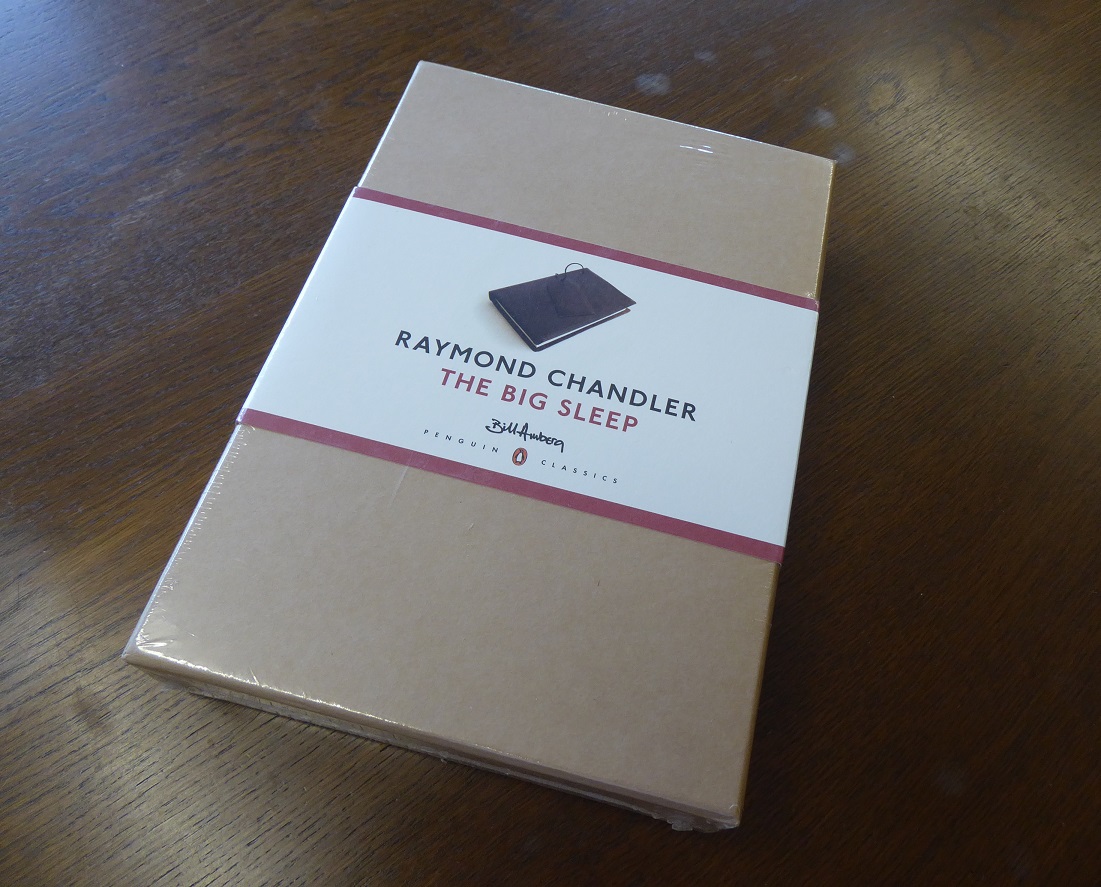 RAYMOND CHANDLER
THE BIG SLEEP
Bill Amberg
PENGUIN CLASSICS